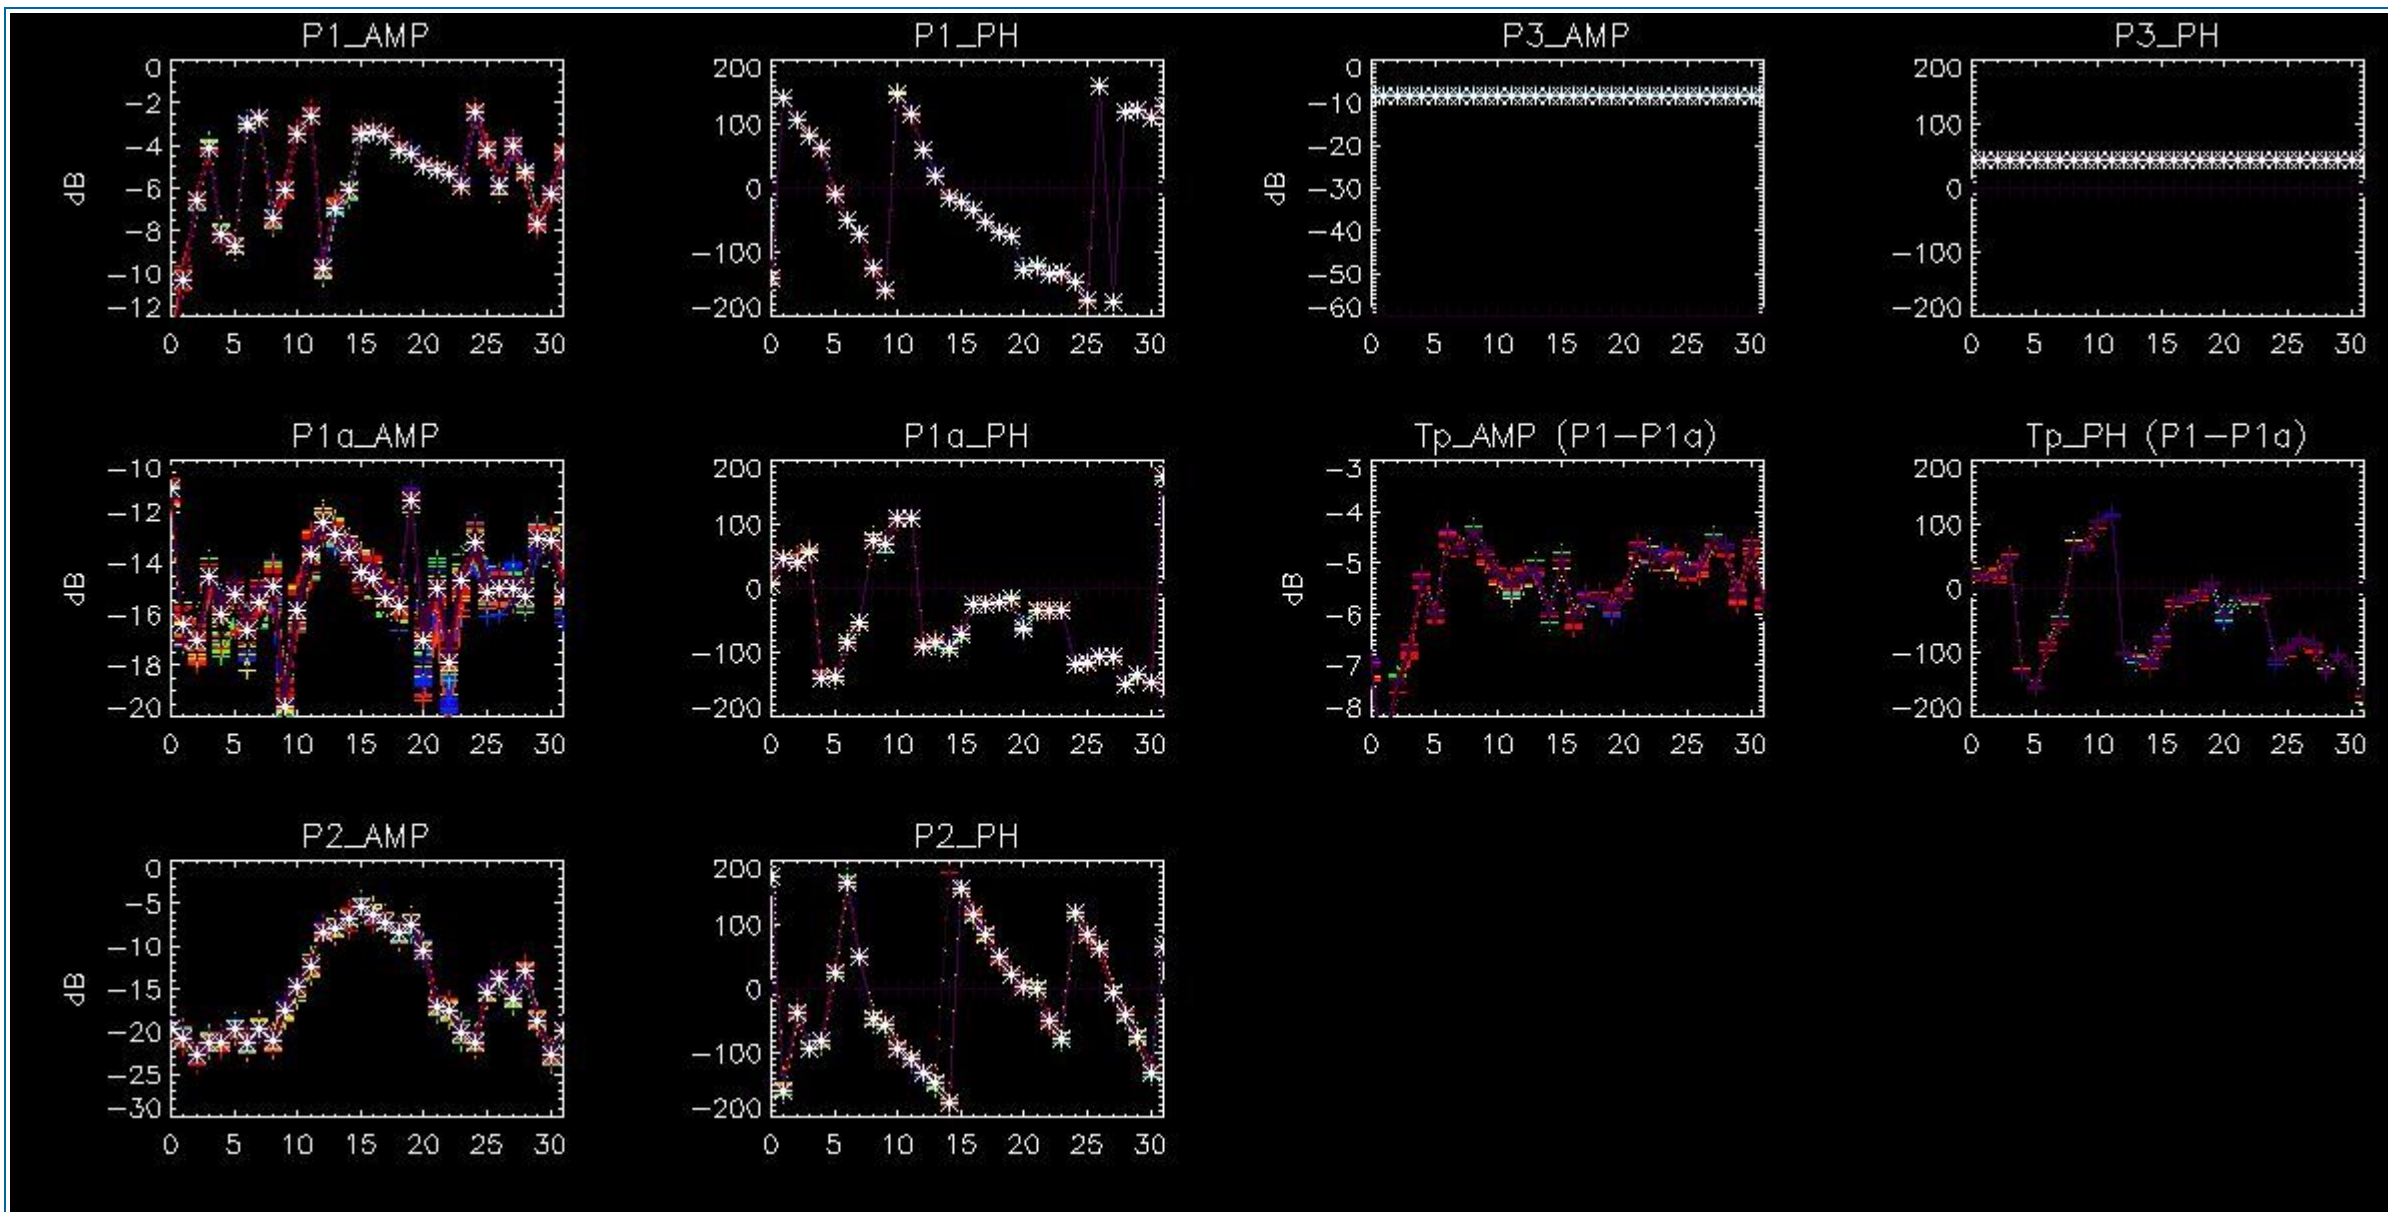 P1_AMP
dB
0
−2
−4
−6
−8
−10
−12
0 5 10 15 20 25 30
P1_PH
200
100
0
−100
−200
0 5 10 15 20 25 30
P3_AMP
dB
0
−10
−20
−30
−40
−50
−60
0 5 10 15 20 25 30
P3_PH
200
100
0
−100
−200
0 5 10 15 20 25 30
P1a_AMP
dB
−10
−12
−14
−16
−18
−20
0 5 10 15 20 25 30
P1a_PH
200
100
0
−100
−200
0 5 10 15 20 25 30
Tp_AMP (P1−P1a)
dB
−3
−4
−5
−6
−7
−8
0 5 10 15 20 25 30
Tp_PH (P1−P1a)
200
100
0
−100
−200
0 5 10 15 20 25 30
P2_AMP
dB
0
−5
−10
−15
−20
−25
−30
0 5 10 15 20 25 30
P2_PH
200
100
0
−100
−200
0 5 10 15 20 25 30